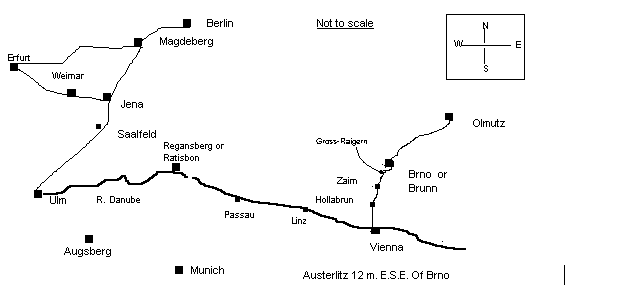 Berlin
Not to scale
N
Magdeberg
W E
Erfurt
S
Weimar
Jena
Olmutz
Saalfeld
Grass-Raigern
Regansberg or
Ratisbon
Brno or
Brunn
Zaim
Ulm
R. Danube
Hollabrun
Passau
Linz
Vienna
Augsberg
Munich
Austerlitz 12 m. E.S.E. Of Brno